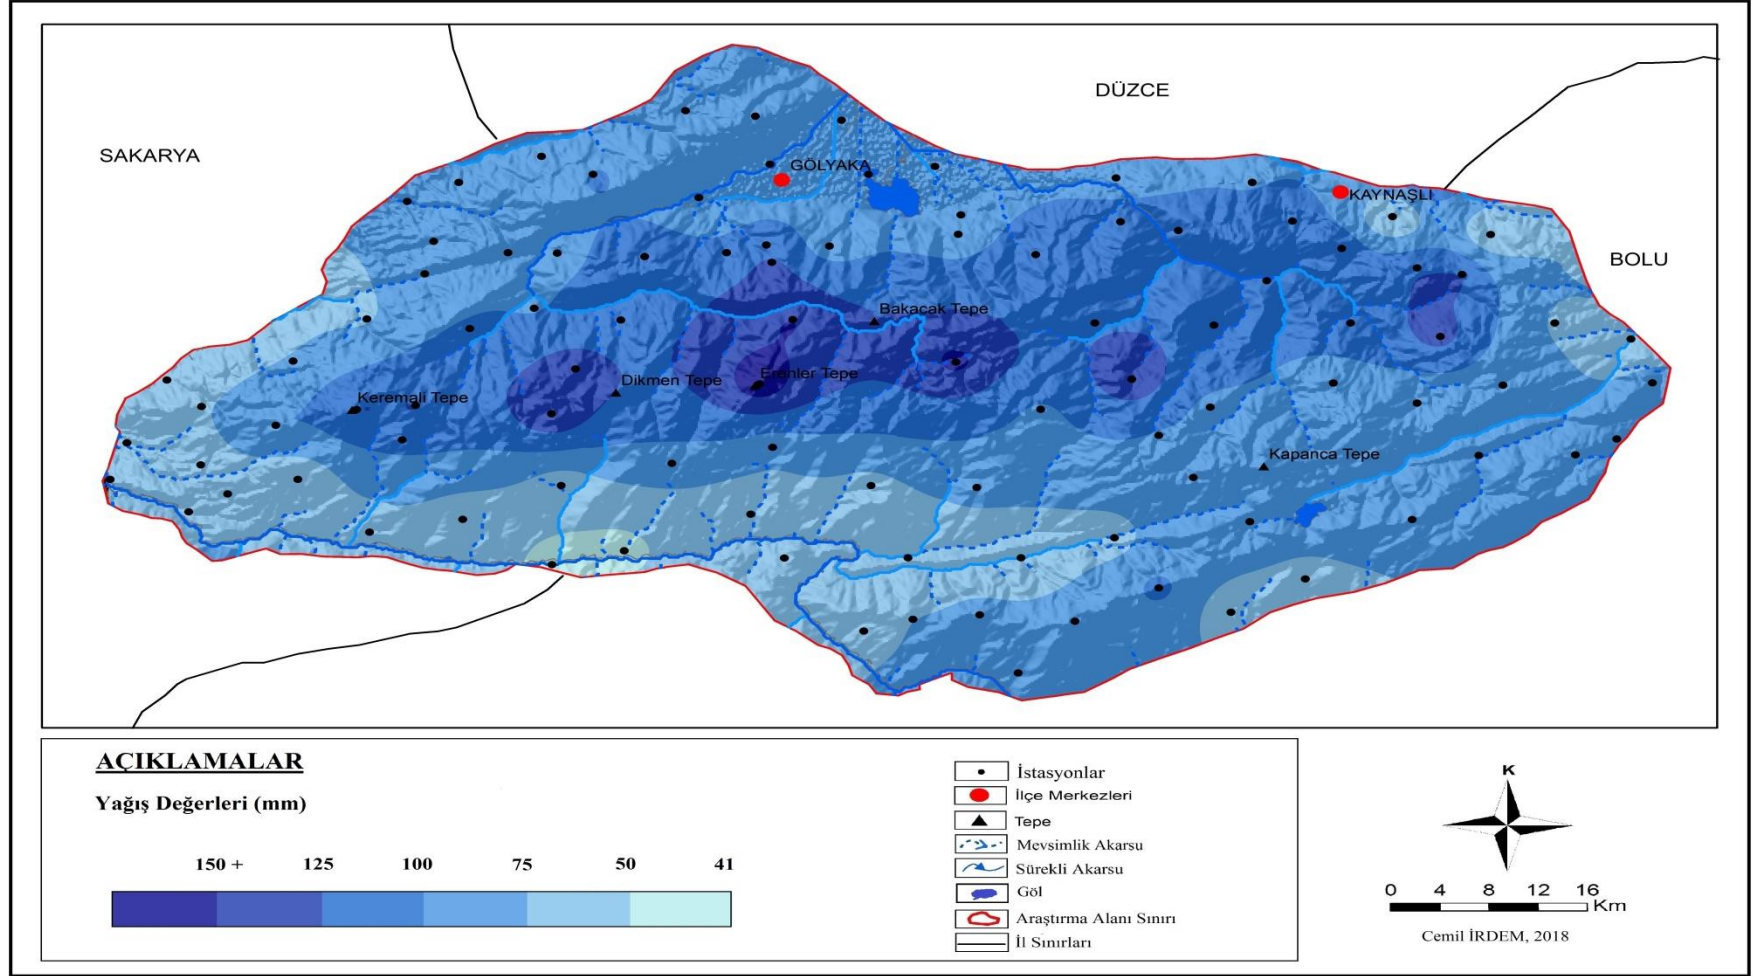 DÜZCE
SAKARYA
GÖLYAKA
KAYNAŞLI
BOLU
Bakacak Tepe
Dikmen Tepe
Erenler Tepe
Keremali Tepe
Kapanca Tepe
AÇIKLAMALAR
Yağış Değerleri (mm)
150 + 125 100 75 50 41
İstasyonlar
İlçe Merkezleri
Tepe
Mevsimlik Akarsu
Sürekli Akarsu
Göl
Araştırma Alanı Sınırı
İl Sınırları
K
0 4 8 12 16
Km
Cemil İRDEM, 2018